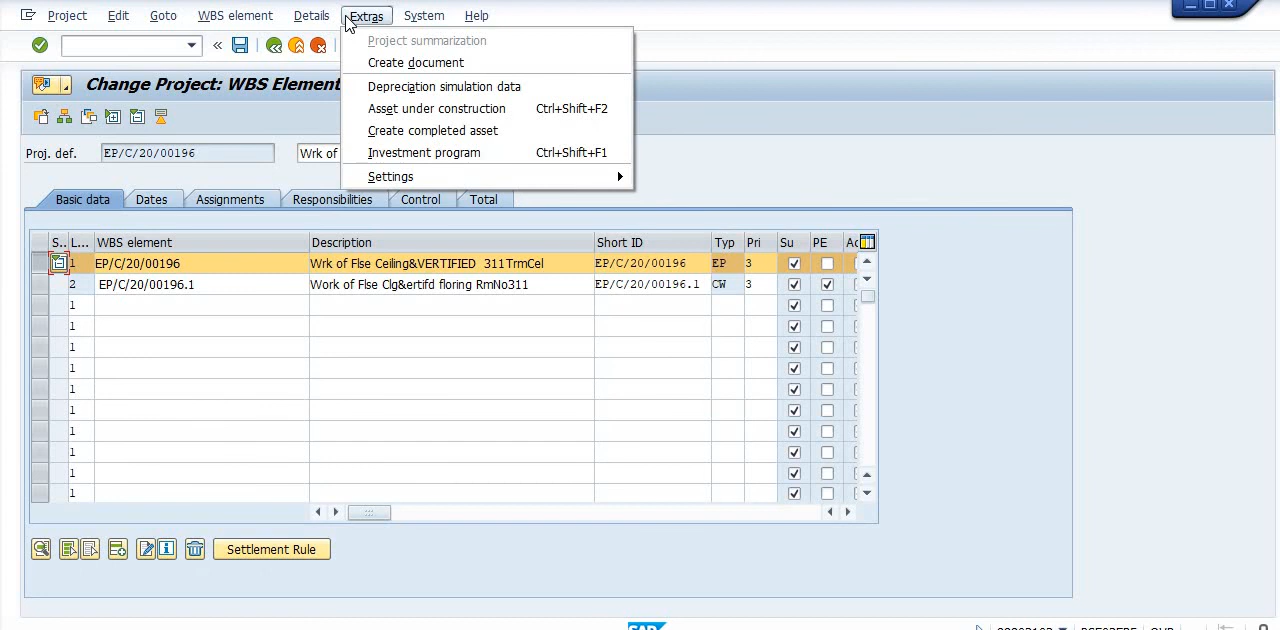 Project Edit Goto WBS element Details Extras System Help
Project summarization
Create document
Depreciation simulation data
Asset under construction Ctrl+Shift+F2
Create completed asset
Investment program Ctrl+Shift+F1
Settings
Change Project: WBS Element
Proj. def. EP/C/20/00196 Wrk of
Basic data Dates Assignments Responsibilities Control Total
S.. L... WBS element Description Short ID Typ Pri Su PE Ac
1 EP/C/20/00196 Wrk of Flse Ceiling&VERTIFIED 311TrmCel EP/C/20/00196 EP 3
2 EP/C/20/00196.1 Work of Flse Clg&ertifd floring RmNo311 EP/C/20/00196.1 CW 3
1
1
1
1
1
1
1
1
1
1
Settlement Rule
SAP